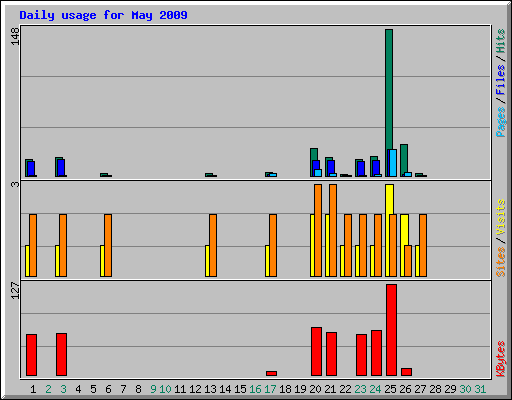 Daily usage for May 2009
148
Pages / Files / Hits
3
Sites / Visits
127
KBytes
1 2 3 4 5 6 7 8 9 10 11 12 13 14 15 16 17 18 19 20 21 22 23 24 25 26 27 28 29 30 31